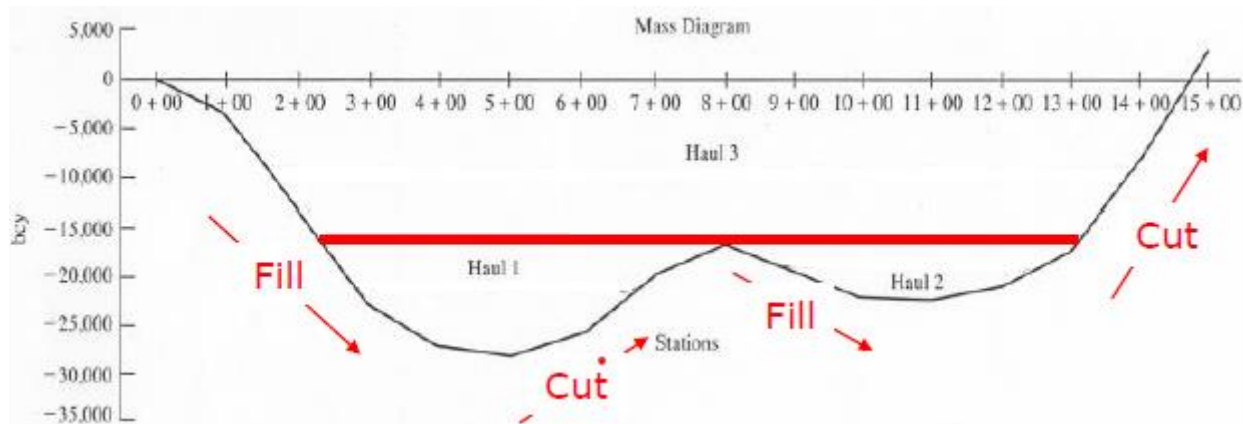 Mass Diagram
5,000
0
0 + 00 1 + 00 2 + 00 3 + 00 4 + 00 5 + 00 6 + 00 7 + 00 8 + 00 9 + 00 10 + 00 11 + 00 12 + 00 13 + 00 14 + 00 15 + 00
−5,000
Haul 3
−10,000
−15,000
bcy
Cut
Haul 1
−20,000
Fill
Haul 2
−25,000
Fill
Stations
−30,000
Cut
−35,000